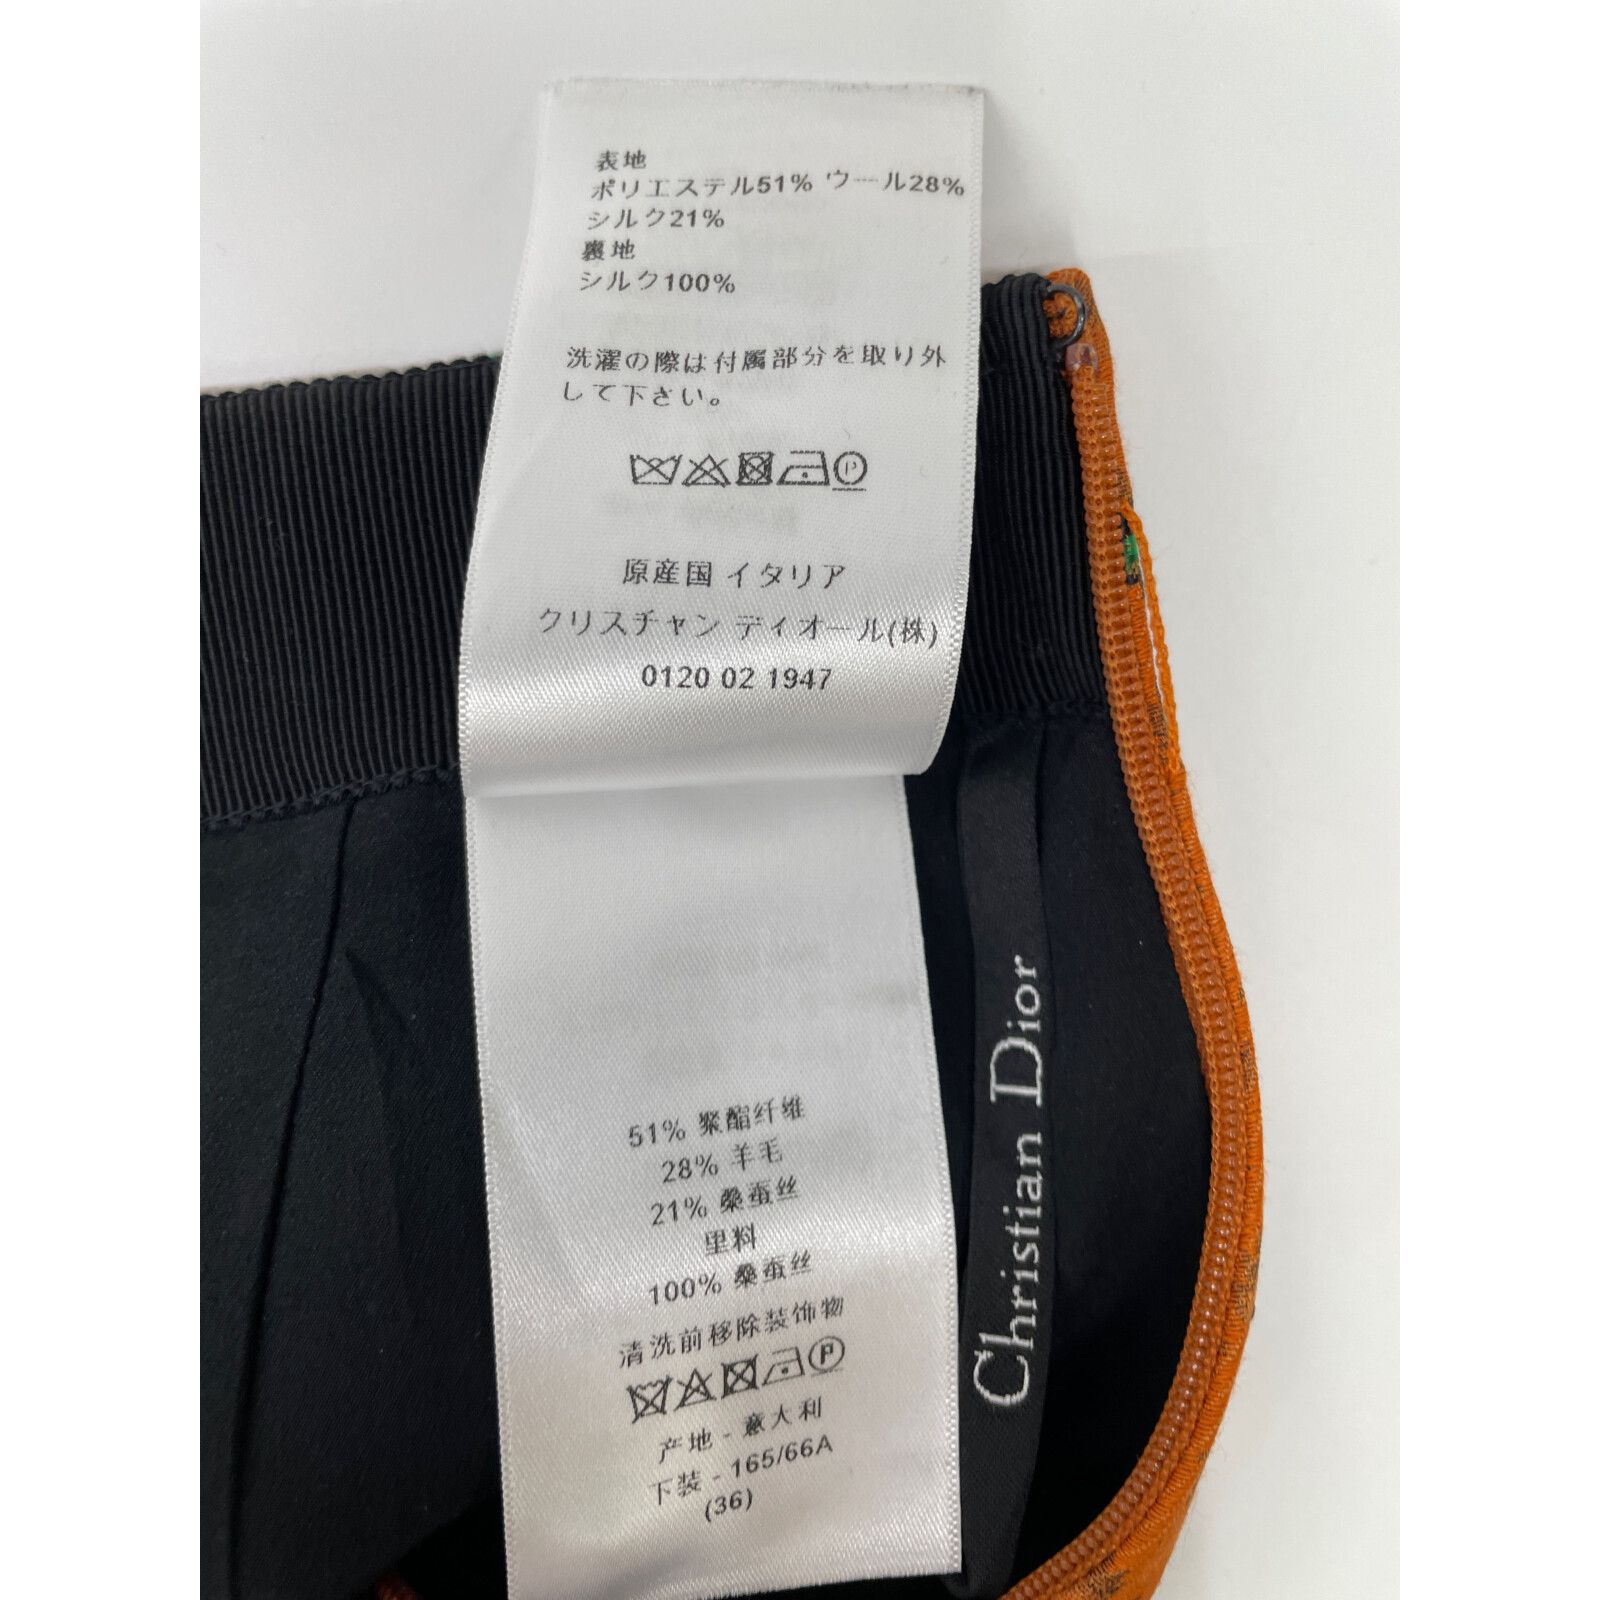 表地
ポリエステル51% ウール28%
シルク21%
裏地
シルク100%
洗濯の際は付属部分を取り外
して下さい。
P
原産国 イタリア
クリスチャン ディオール(株)
0120 02 1947
51% 聚酯纤维
28% 羊毛
21% 桑蚕丝
里料
100% 桑蚕丝
清洗前移除装饰物
P
产地 - 意大利
下装 - 165/66A
(36)
Christian Dior